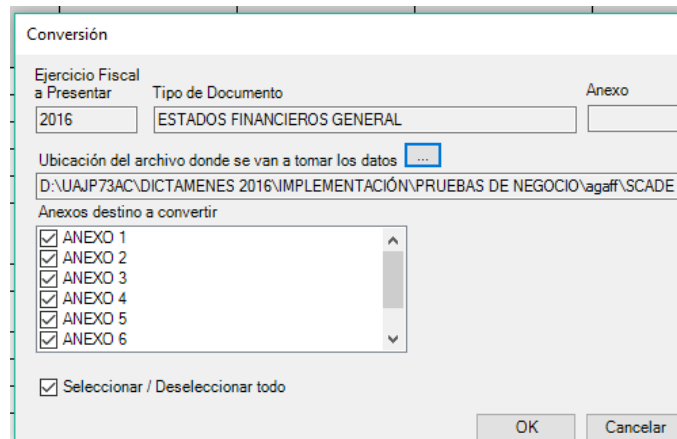 Conversión
Ejercicio Fiscal
a Presentar
Tipo de Documento
Anexo
2016
ESTADOS FINANCIEROS GENERAL
Ubicación del archivo donde se van a tomar los datos ...
D:\UAJP73AC\DICTAMENES 2016\IMPLEMENTACIÓN\PRUEBAS DE NEGOCIO\agaff\SCADE
Anexos destino a convertir
ANEXO 1
ANEXO 2
ANEXO 3
ANEXO 4
ANEXO 5
ANEXO 6
Seleccionar / Deseleccionar todo
OK
Cancelar